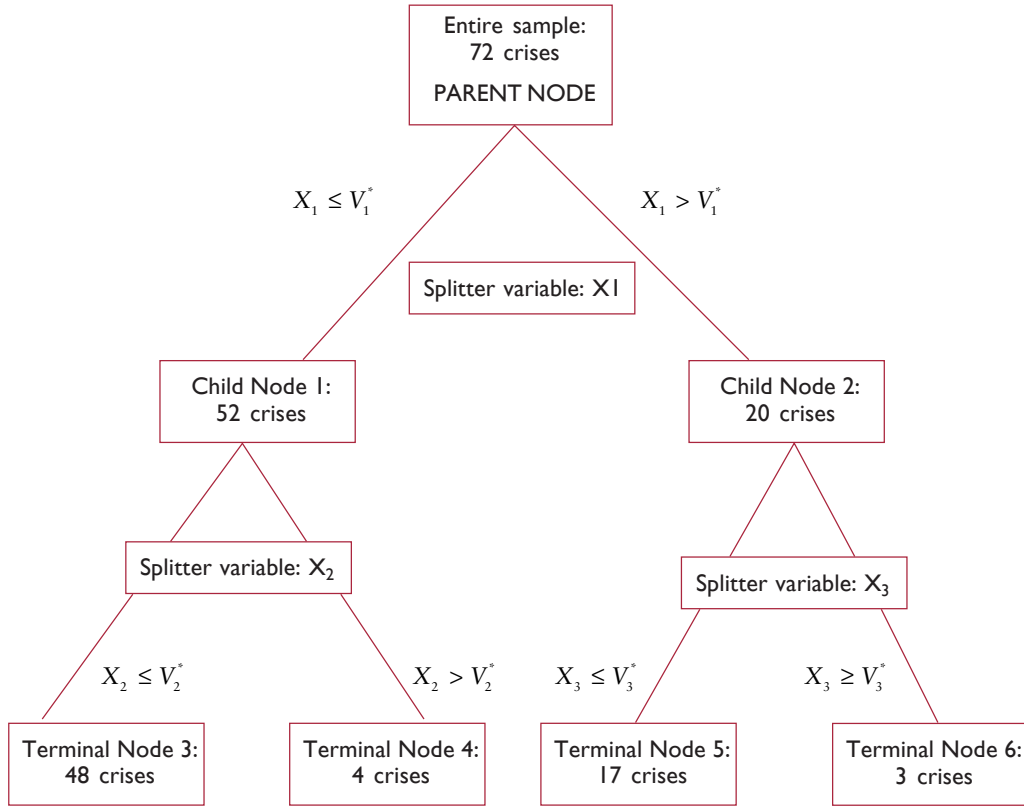 Entire sample:
72 crises
PARENT NODE
X₁ ≤ V₁*
X₁ > V₁*
Splitter variable: X1
Child Node 1:
52 crises
Child Node 2:
20 crises
Splitter variable: X₂
Splitter variable: X₃
X₂ ≤ V₂*
X₂ > V₂*
X₃ ≤ V₃*
X₃ ≥ V₃*
Terminal Node 3:
48 crises
Terminal Node 4:
4 crises
Terminal Node 5:
17 crises
Terminal Node 6:
3 crises